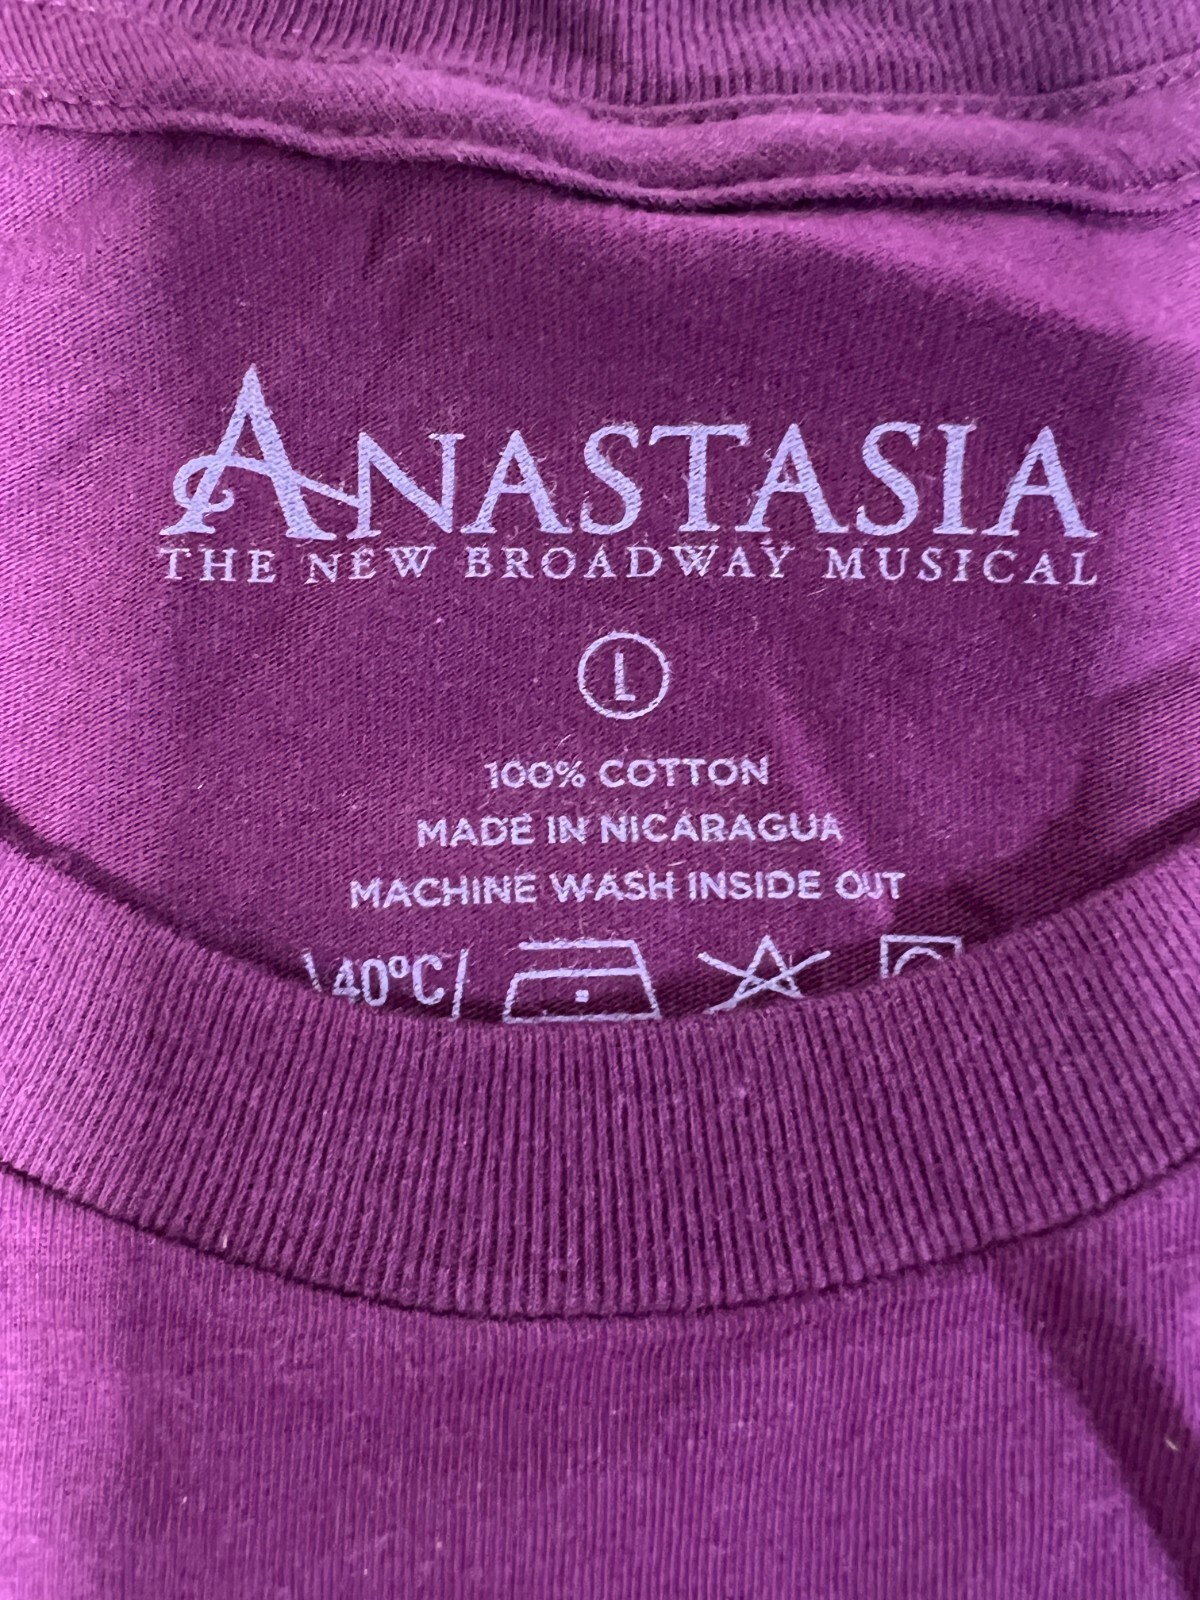 ANASTASIA
THE NEW BROADWAY MUSICAL
L
100% COTTON
MADE IN NICARAGUA
MACHINE WASH INSIDE OUT
40°C